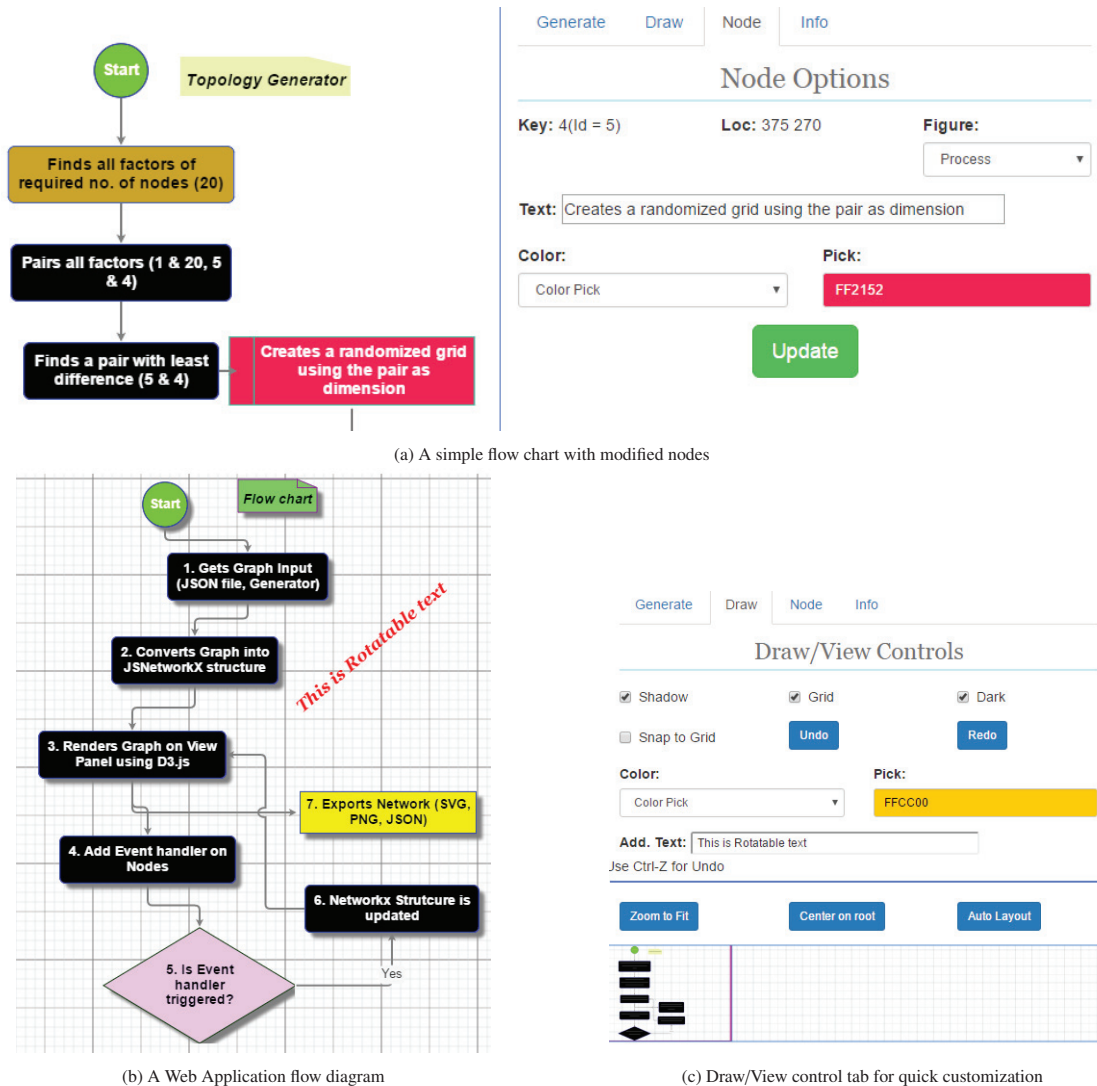 Start
Topology Generator
Finds all factors of
required no. of nodes (20)
Pairs all factors (1 & 20, 5
& 4)
Finds a pair with least
difference (5 & 4)
Creates a randomized grid
using the pair as
dimension
Generate Draw Node Info
Node Options
Key: 4(Id = 5) Loc: 375 270 Figure:
Process
Text: Creates a randomized grid using the pair as dimension
Color: Pick:
Color Pick FF2152
Update
(a) A simple flow chart with modified nodes
Start
Flow chart
1. Gets Graph Input
(JSON file, Generator)
This is Rotatable text
2. Converts Graph into
JSNetworkX structure
3. Renders Graph on View
Panel using D3.js
7. Exports Network (SVG,
PNG, JSON)
4. Add Event handler on
Nodes
6. Networkx Strutcure is
updated
5. Is Event
handler
triggered?
Yes
(b) A Web Application flow diagram
Generate Draw Node Info
Draw/View Controls
Shadow Grid Dark
Snap to Grid Undo Redo
Color: Pick:
Color Pick FFCC00
Add. Text: This is Rotatable text
Use Ctrl-Z for Undo
Zoom to Fit Center on root Auto Layout
(c) Draw/View control tab for quick customization